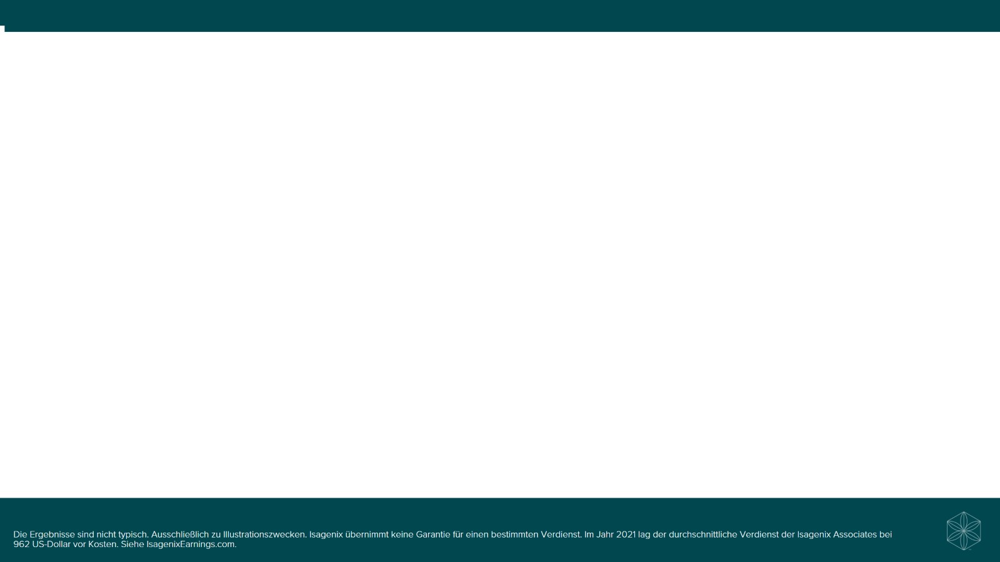 Die Ergebnisse sind nicht typisch. Ausschließlich zu Illustrationszwecken. Isagenix übernimmt keine Garantie für einen bestimmten Verdienst. Im Jahr 2021 lag der durchschnittliche Verdienst der Isagenix Associates bei
962 US-Dollar vor Kosten. Siehe IsagenixEarnings.com.